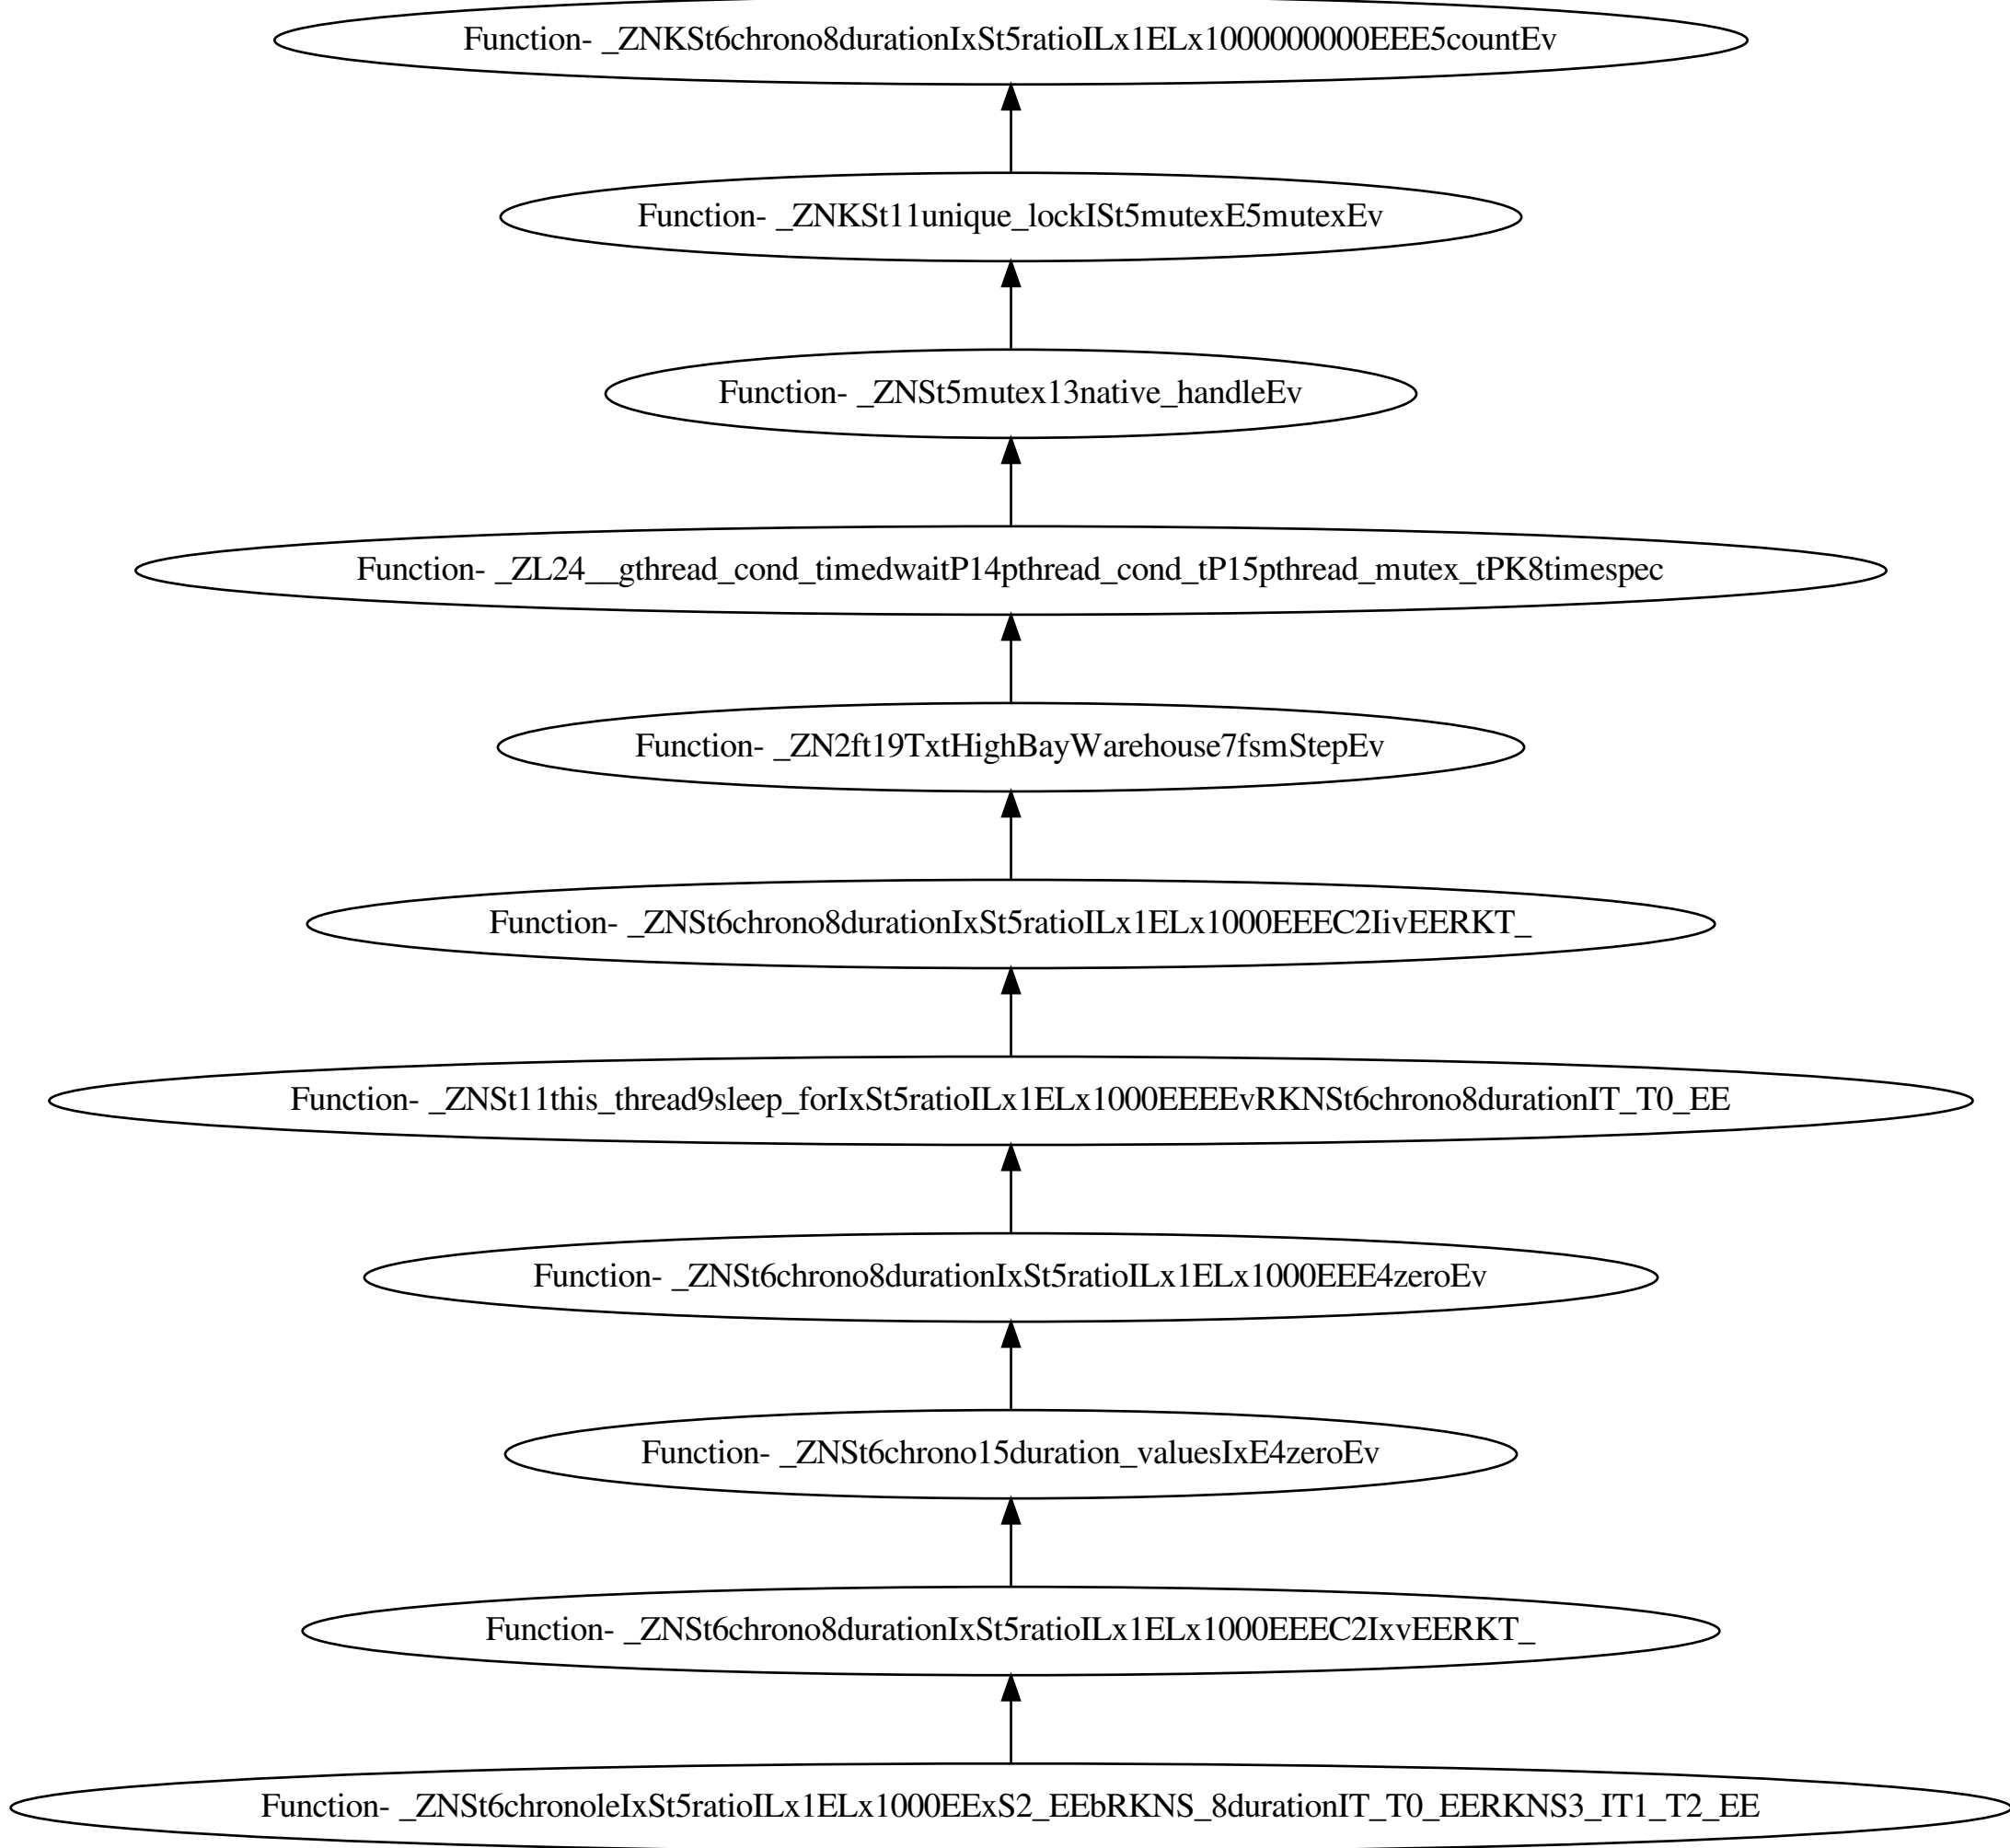 Function- _ZNKSt6chrono8durationIxSt5ratioILx1ELx1000000000EEE5countEv
Function- _ZNKSt11unique_lockISt5mutexE5mutexEv
Function- _ZNSt5mutex13native_handleEv
Function- _ZL24__gthread_cond_timedwaitP14pthread_cond_tP15pthread_mutex_tPK8timespec
Function- _ZN2ft19TxtHighBayWarehouse7fsmStepEv
Function- _ZNSt6chrono8durationIxSt5ratioILx1ELx1000EEEC2IivEERKT_
Function- _ZNSt11this_thread9sleep_forIxSt5ratioILx1ELx1000EEEEvRKNSt6chrono8durationIT_T0_EE
Function- _ZNSt6chrono8durationIxSt5ratioILx1ELx1000EEE4zeroEv
Function- _ZNSt6chrono15duration_valuesIxE4zeroEv
Function- _ZNSt6chrono8durationIxSt5ratioILx1ELx1000EEEC2IxvEERKT_
Function- _ZNSt6chronoleIxSt5ratioILx1ELx1000EExS2_EEbRKNS_8durationIT_T0_EERKNS3_IT1_T2_EE